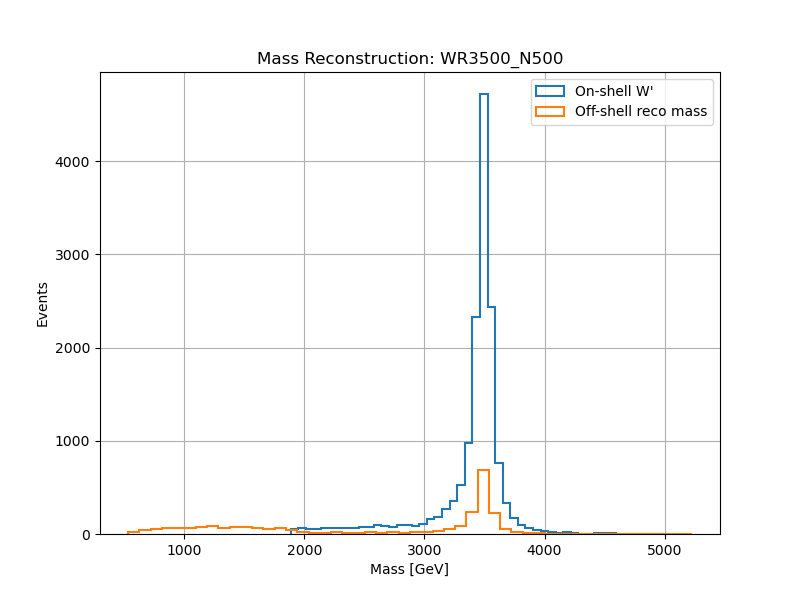 Mass Reconstruction: WR3500_N500
On-shell W'
Off-shell reco mass
Events
4000
3000
2000
1000
0
1000
2000
3000
4000
5000
Mass [GeV]